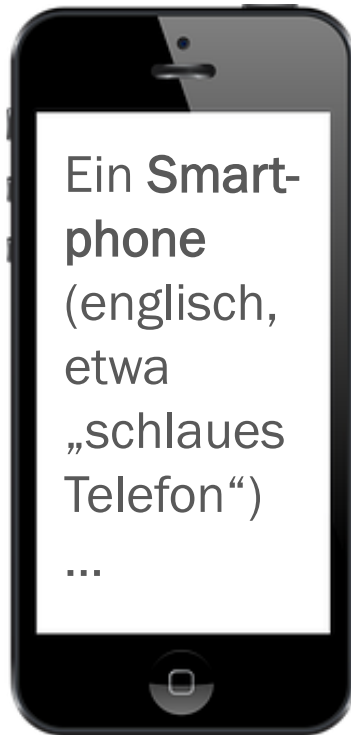 Ein Smart-
phone
(englisch,
etwa
„schlaues
Telefon“)
...